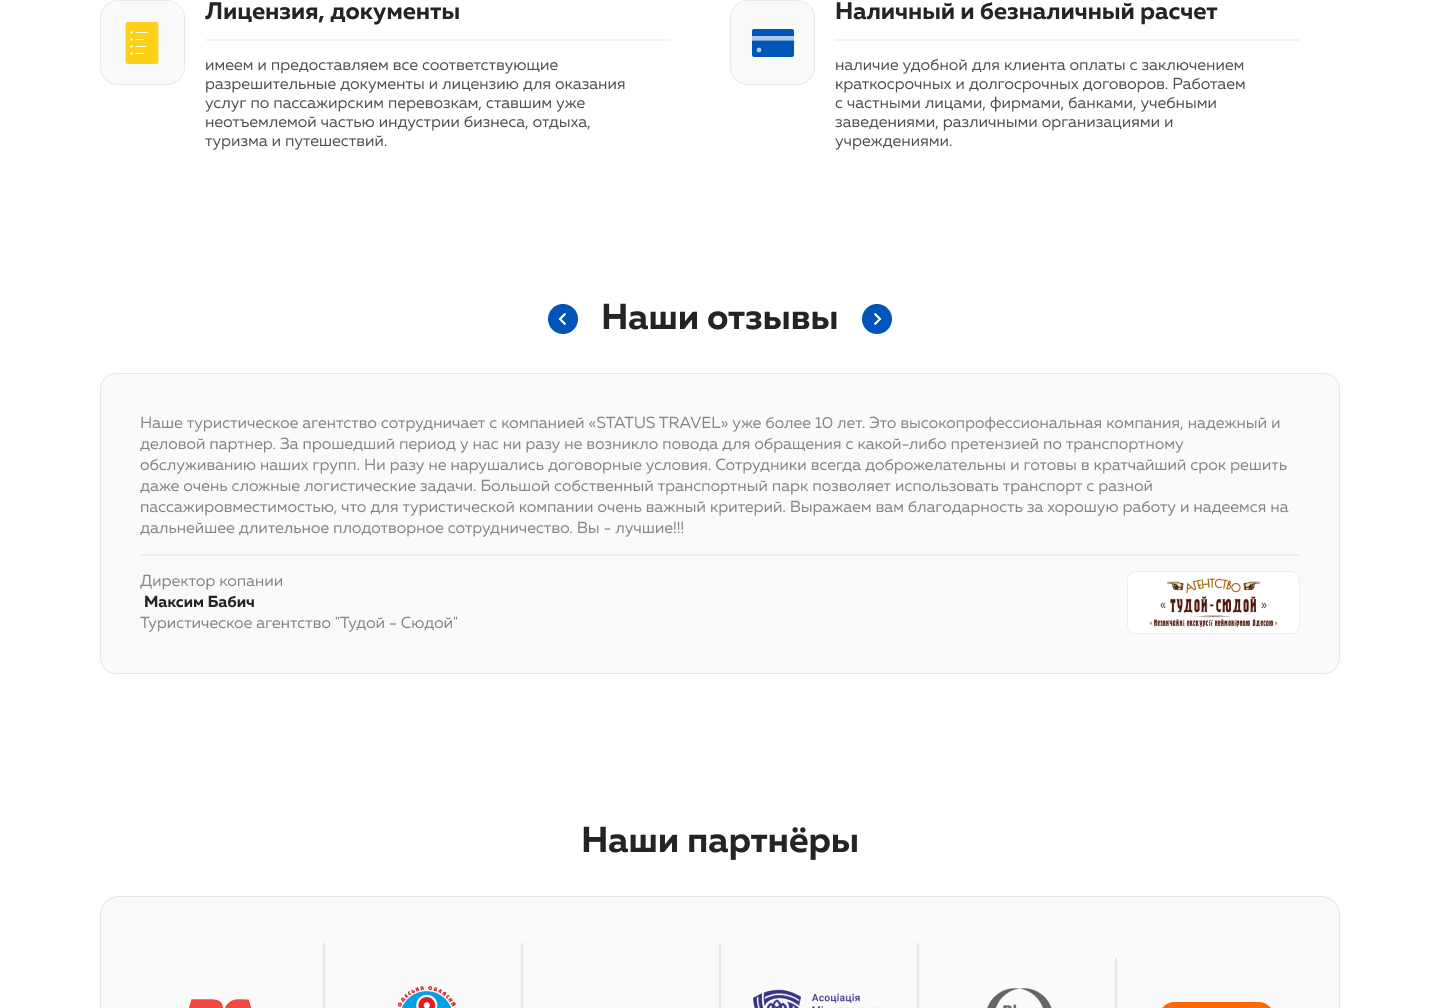 Лицензия, документы
имеем и предоставляем все соответствующие
разрешительные документы и лицензию для оказания
услуг по пассажирским перевозкам, ставшим уже
неотъемлемой частью индустрии бизнеса, отдыха,
туризма и путешествий.
Наличный и безналичный расчет
наличие удобной для клиента оплаты с заключением
краткосрочных и долгосрочных договоров. Работаем
с частными лицами, фирмами, банками, учебными
заведениями, различными организациями и
учреждениями.
Наши отзывы
Наше туристическое агентство сотрудничает с компанией «STATUS TRAVEL» уже более 10 лет. Это высокопрофессиональная компания, надежный и
деловой партнер. За прошедший период у нас ни разу не возникло повода для обращения с какой-либо претензией по транспортному
обслуживанию наших групп. Ни разу не нарушались договорные условия. Сотрудники всегда доброжелательны и готовы в кратчайший срок решить
даже очень сложные логистические задачи. Большой собственный транспортный парк позволяет использовать транспорт с разной
пассажировместимостью, что для туристической компании очень важный критерий. Выражаем вам благодарность за хорошую работу и надеемся на
дальнейшее длительное плодотворное сотрудничество. Вы - лучшие!!!
Директор копании
Максим Бабич
Туристическое агентство "Тудой - Сюдой"
АГЕНТСТВО
« ТУДОЙ-СЮДОЙ »
«Незвичайні екскурсії неймовірною Одесою»
Наши партнёры
ОДЕСЬКА ОБЛАСНА
Асоціація